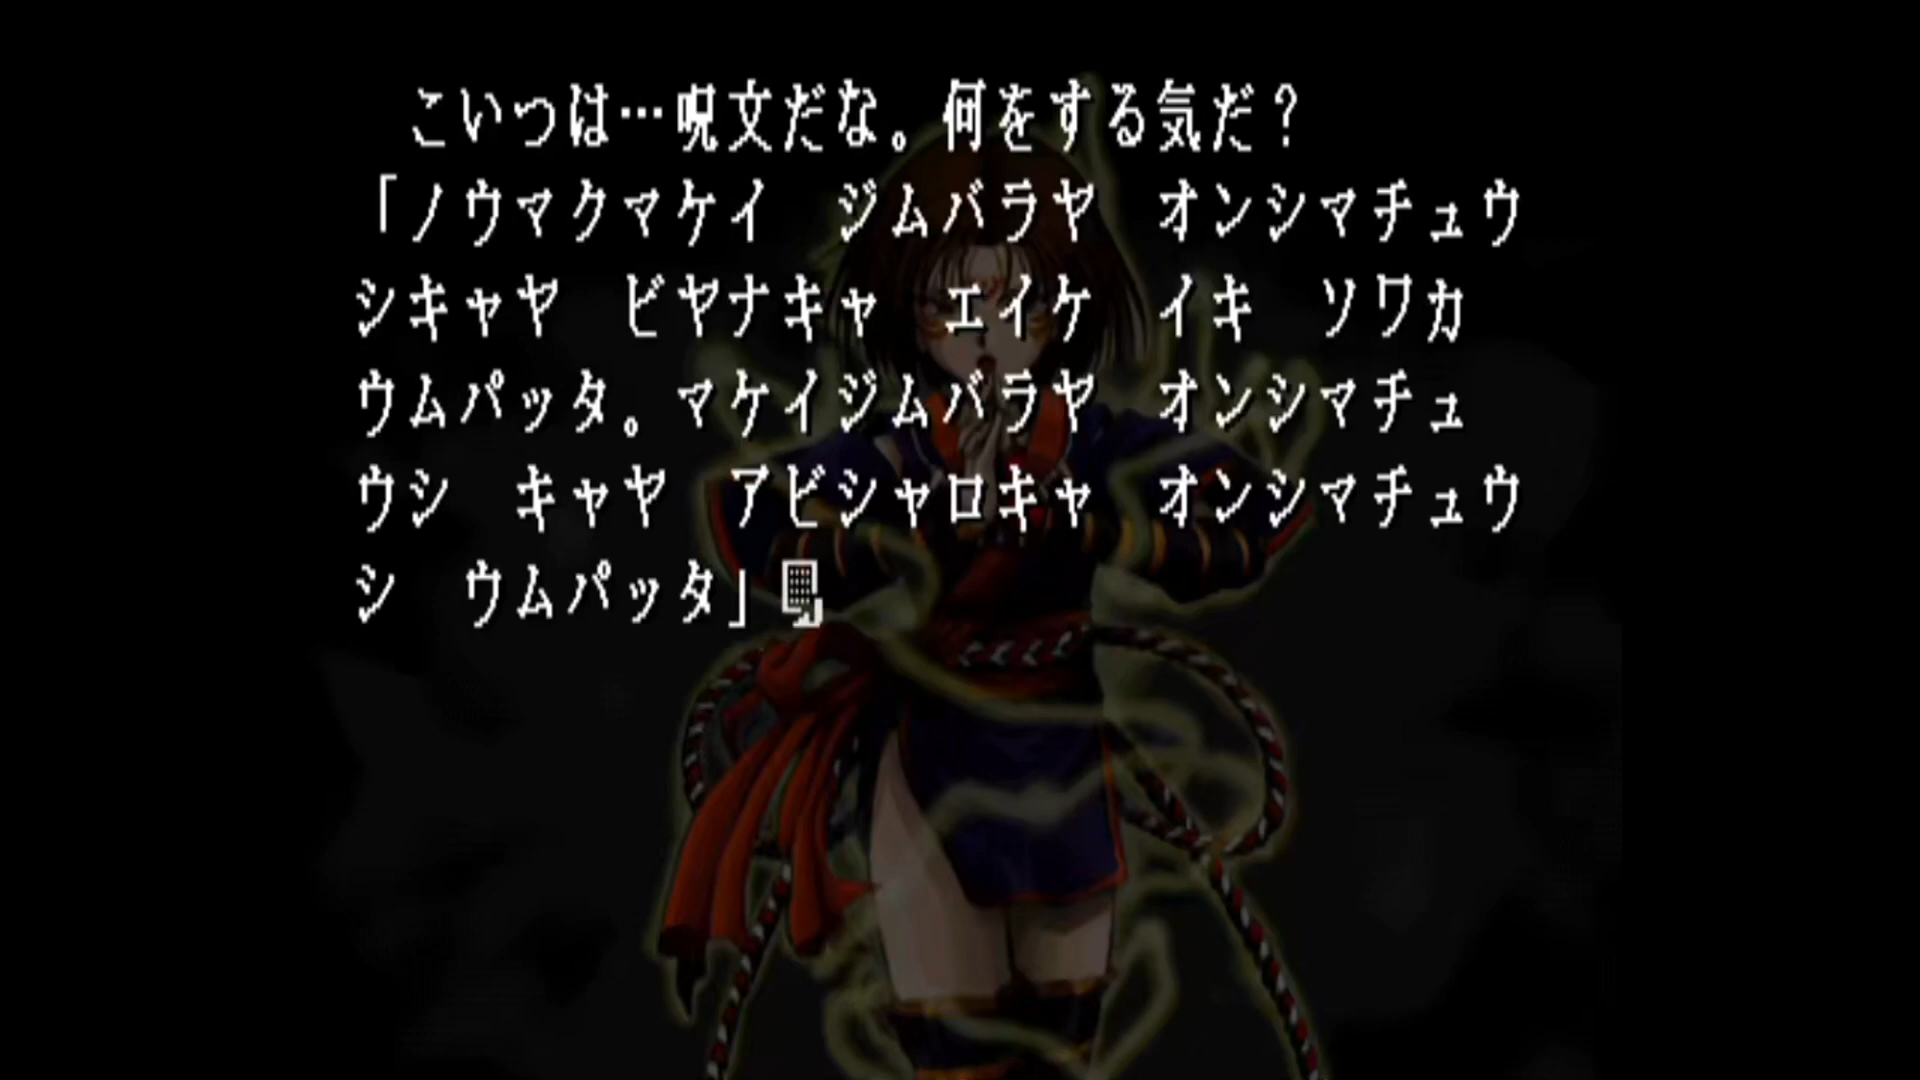 こいつは…呪文だな。何をする気だ？
「ノウマクマケイ　ジムバラヤ　オンシマチュウ
シキャヤ　ビヤナキャ　エイケ　イキ　ソワカ
ウムパッタ。マケイジムバラヤ　オンシマチュ
ウシ　キャヤ　アビシャロキャ　オンシマチュウ
シ　ウムパッタ」